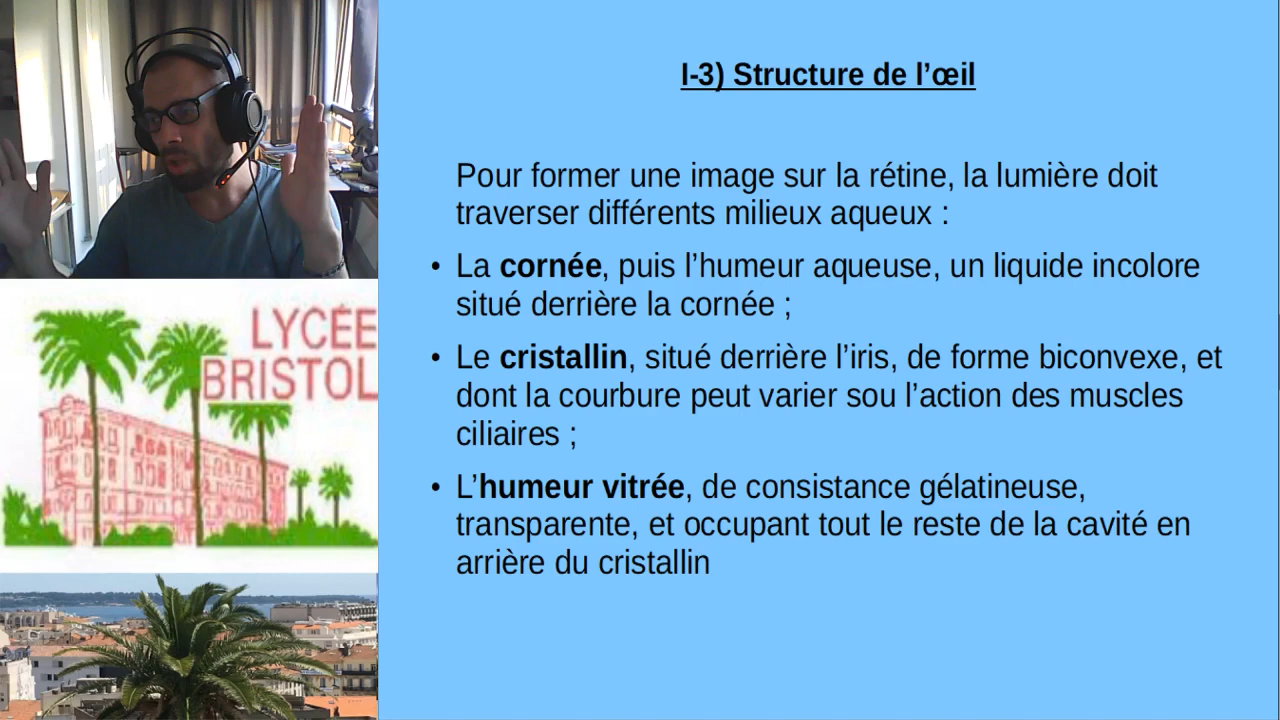 LYCÉE
BRISTOL
I-3) Structure de l’œil
Pour former une image sur la rétine, la lumière doit
traverser différents milieux aqueux :
• La cornée, puis l’humeur aqueuse, un liquide incolore
situé derrière la cornée ;
• Le cristallin, situé derrière l’iris, de forme biconvexe, et
dont la courbure peut varier sou l’action des muscles
ciliaires ;
• L’humeur vitrée, de consistance gélatineuse,
transparente, et occupant tout le reste de la cavité en
arrière du cristallin